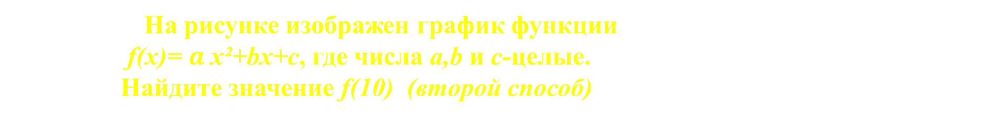 На рисунке изображен график функции
f(x)= a x²+bx+c, где числа a,b и c-целые.
Найдите значение f(10) (второй способ)